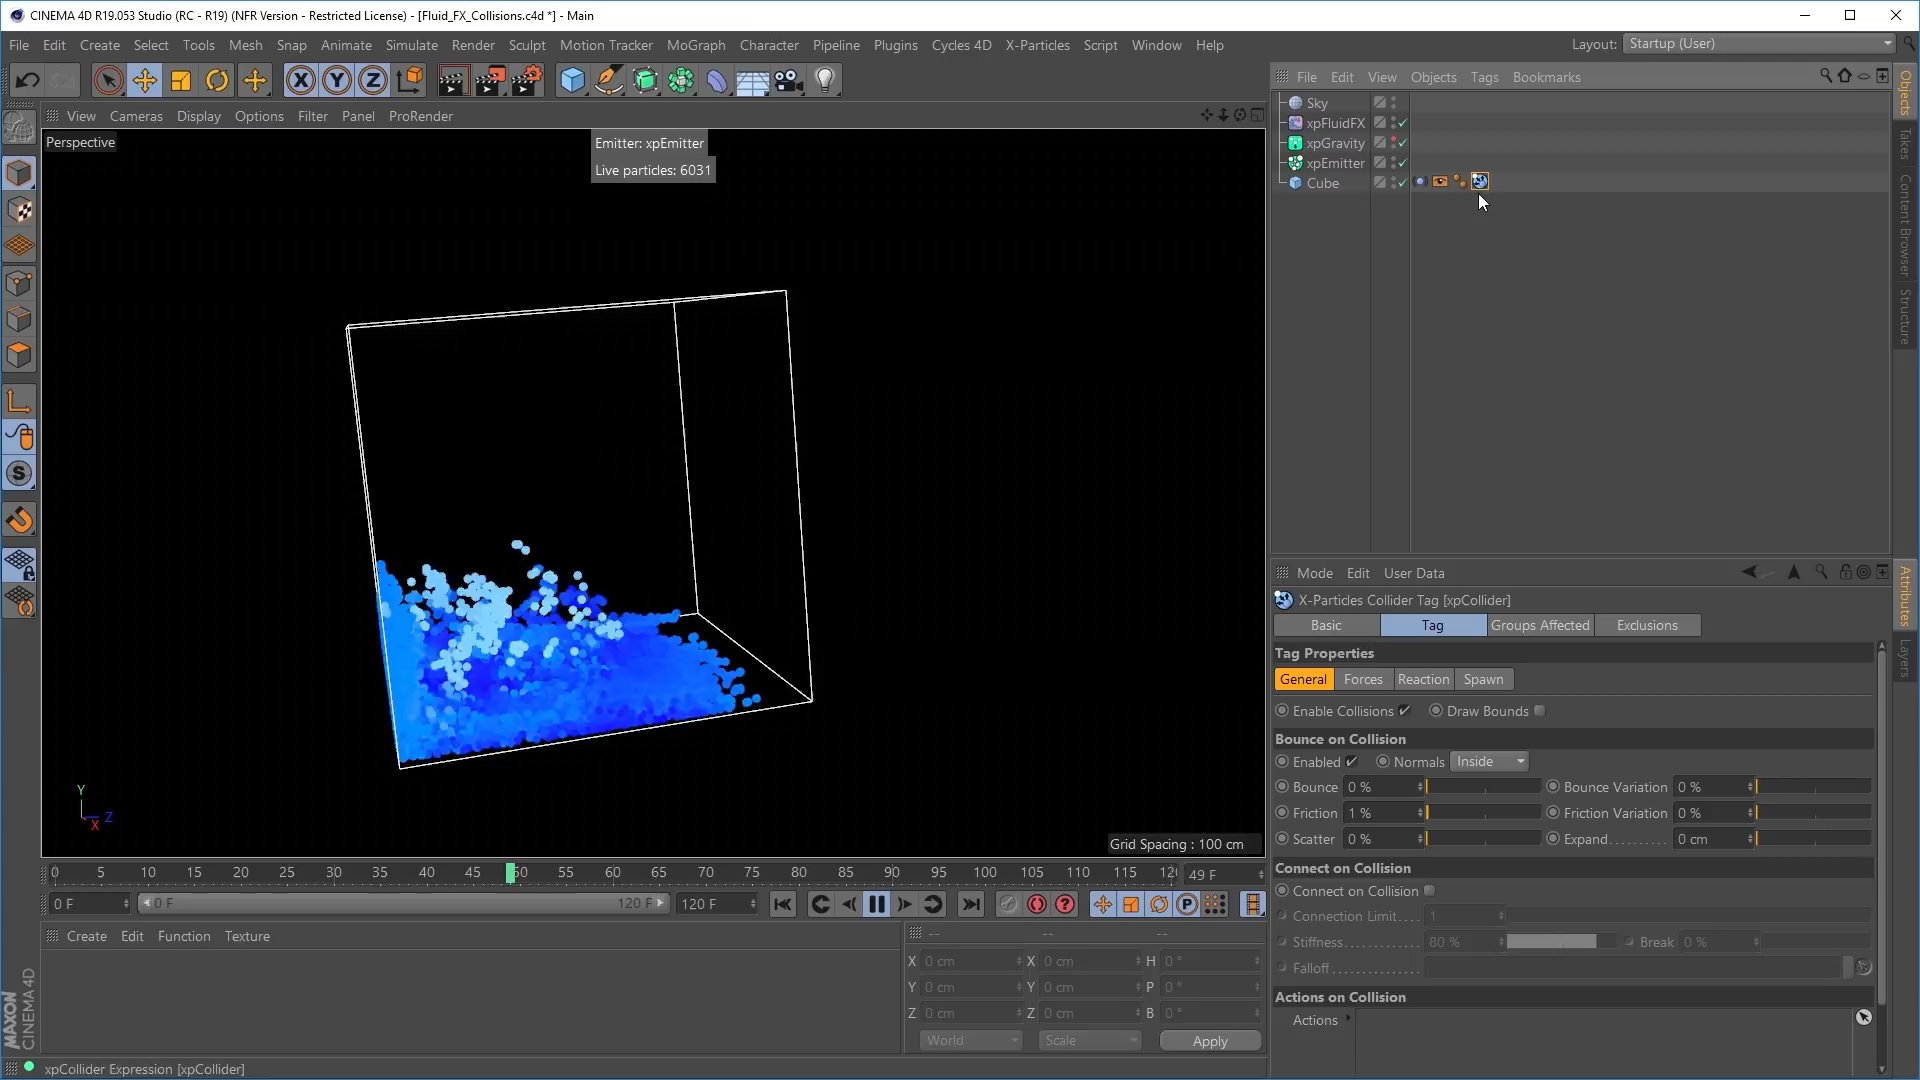 CINEMA 4D R19.053 Studio (RC - R19) (NFR Version - Restricted License) - [Fluid_FX_Collisions.c4d *] - Main
File Edit Create Select Tools Mesh Snap Animate Simulate Render Sculpt Motion Tracker MoGraph Character Pipeline Plugins Cycles 4D X-Particles Script Window Help
Layout: Startup (User)
X Y Z
File Edit View Objects Tags Bookmarks
View Cameras Display Options Filter Panel ProRender
Perspective
Emitter: xpEmitter
Live particles: 6031
Sky
xpFluidFX
xpGravity
xpEmitter
Cube
Objects
Takes
Content Browser
Structure
Mode Edit User Data
X-Particles Collider Tag [xpCollider]
Basic Tag Groups Affected Exclusions
Tag Properties
General Forces Reaction Spawn
Enable Collisions Draw Bounds
Bounce on Collision
Enabled Normals Inside
Bounce 0 % Bounce Variation 0 %
Friction 1 % Friction Variation 0 %
Scatter 0 % Expand......... 0 cm
Connect on Collision
Connect on Collision
Connection Limit.... 1
Stiffness............... 80 % Break 0 %
Falloff..................
Actions on Collision
Actions
Attributes
Layers
Y
Z
X
Grid Spacing : 100 cm
0 5 10 15 20 25 30 35 40 45 50 55 60 65 70 75 80 85 90 95 100 105 110 115 12 49 F
0 F 0 F 120 F 120 F
Create Edit Function Texture
-- -- --
X 0 cm X 0 cm H 0 °
Y 0 cm Y 0 cm P 0 °
Z 0 cm Z 0 cm B 0 °
World Scale Apply
MAXON
CINEMA 4D
xpCollider Expression [xpCollider]